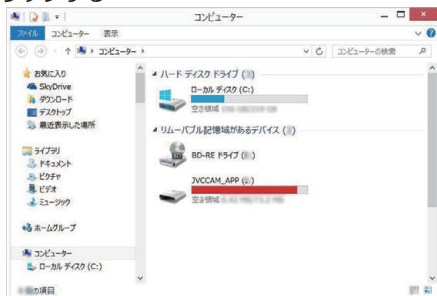 コンピューター
ファイル
コンピューター
表示
コンピューター
コンピューターの検索
お気に入り
SkyDrive
ダウンロード
デスクトップ
最近表示した場所
ライブラリ
ドキュメント
ピクチャ
ビデオ
ミュージック
ホームグループ
コンピューター
ローカル ディスク (C:)
の項目
ハード ディスク ドライブ (
ローカル ディスク (C:)
空き領域
リムーバブル記憶域があるデバイス (
BD-RE ドライブ (
JVCCAM_APP (
空き領域